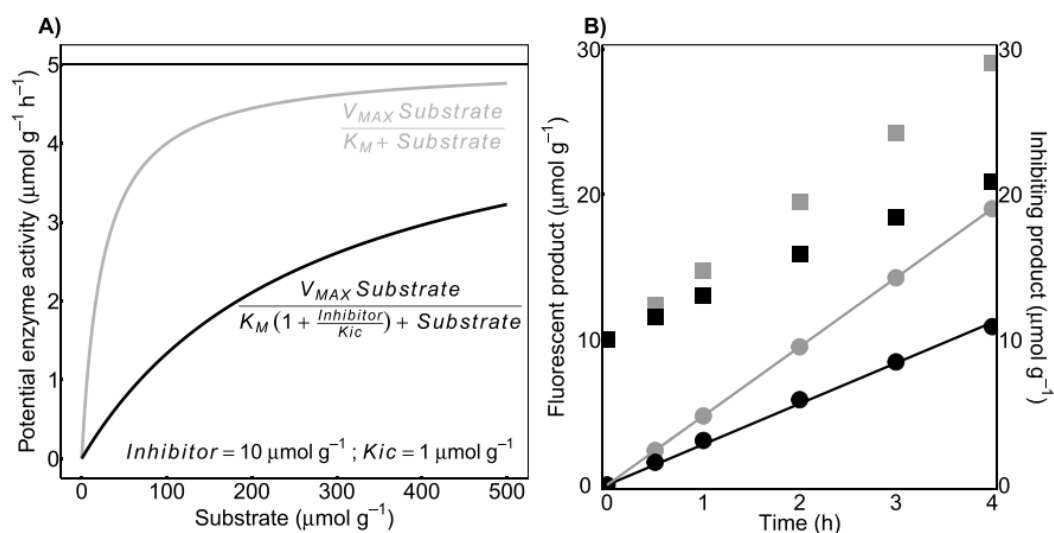 A)
Potential enzyme activity (μmol g⁻¹ h⁻¹)
5
4
3
2
1
0
V_MAX Substrate
K_M + Substrate
V_MAX Substrate
K_M (1 + Inhibitor/Kic) + Substrate
Inhibitor = 10 μmol g⁻¹ ; Kic = 1 μmol g⁻¹
0 100 200 300 400 500
Substrate (μmol g⁻¹)
B)
Fluorescent product (μmol g⁻¹)
30
20
10
0
30
20
10
0
Inhibiting product (μmol g⁻¹)
0 1 2 3 4
Time (h)